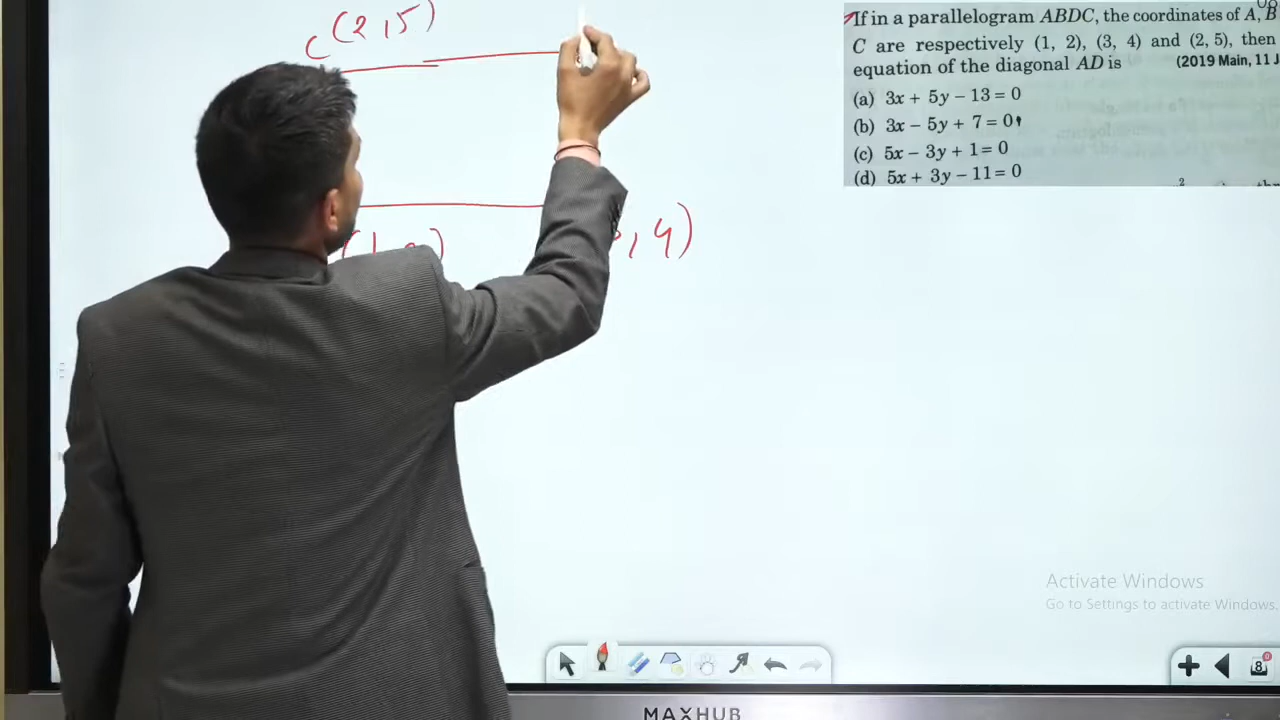 C (2,5)
, 4)
If in a parallelogram ABDC, the coordinates of A, B
C are respectively (1, 2), (3, 4) and (2, 5), then
equation of the diagonal AD is (2019 Main, 11 J
(a) 3x + 5y − 13 = 0
(b) 3x − 5y + 7 = 0
(c) 5x − 3y + 1 = 0
(d) 5x + 3y − 11 = 0
Activate Windows
Go to Settings to activate Windows.
8
MAXHUB